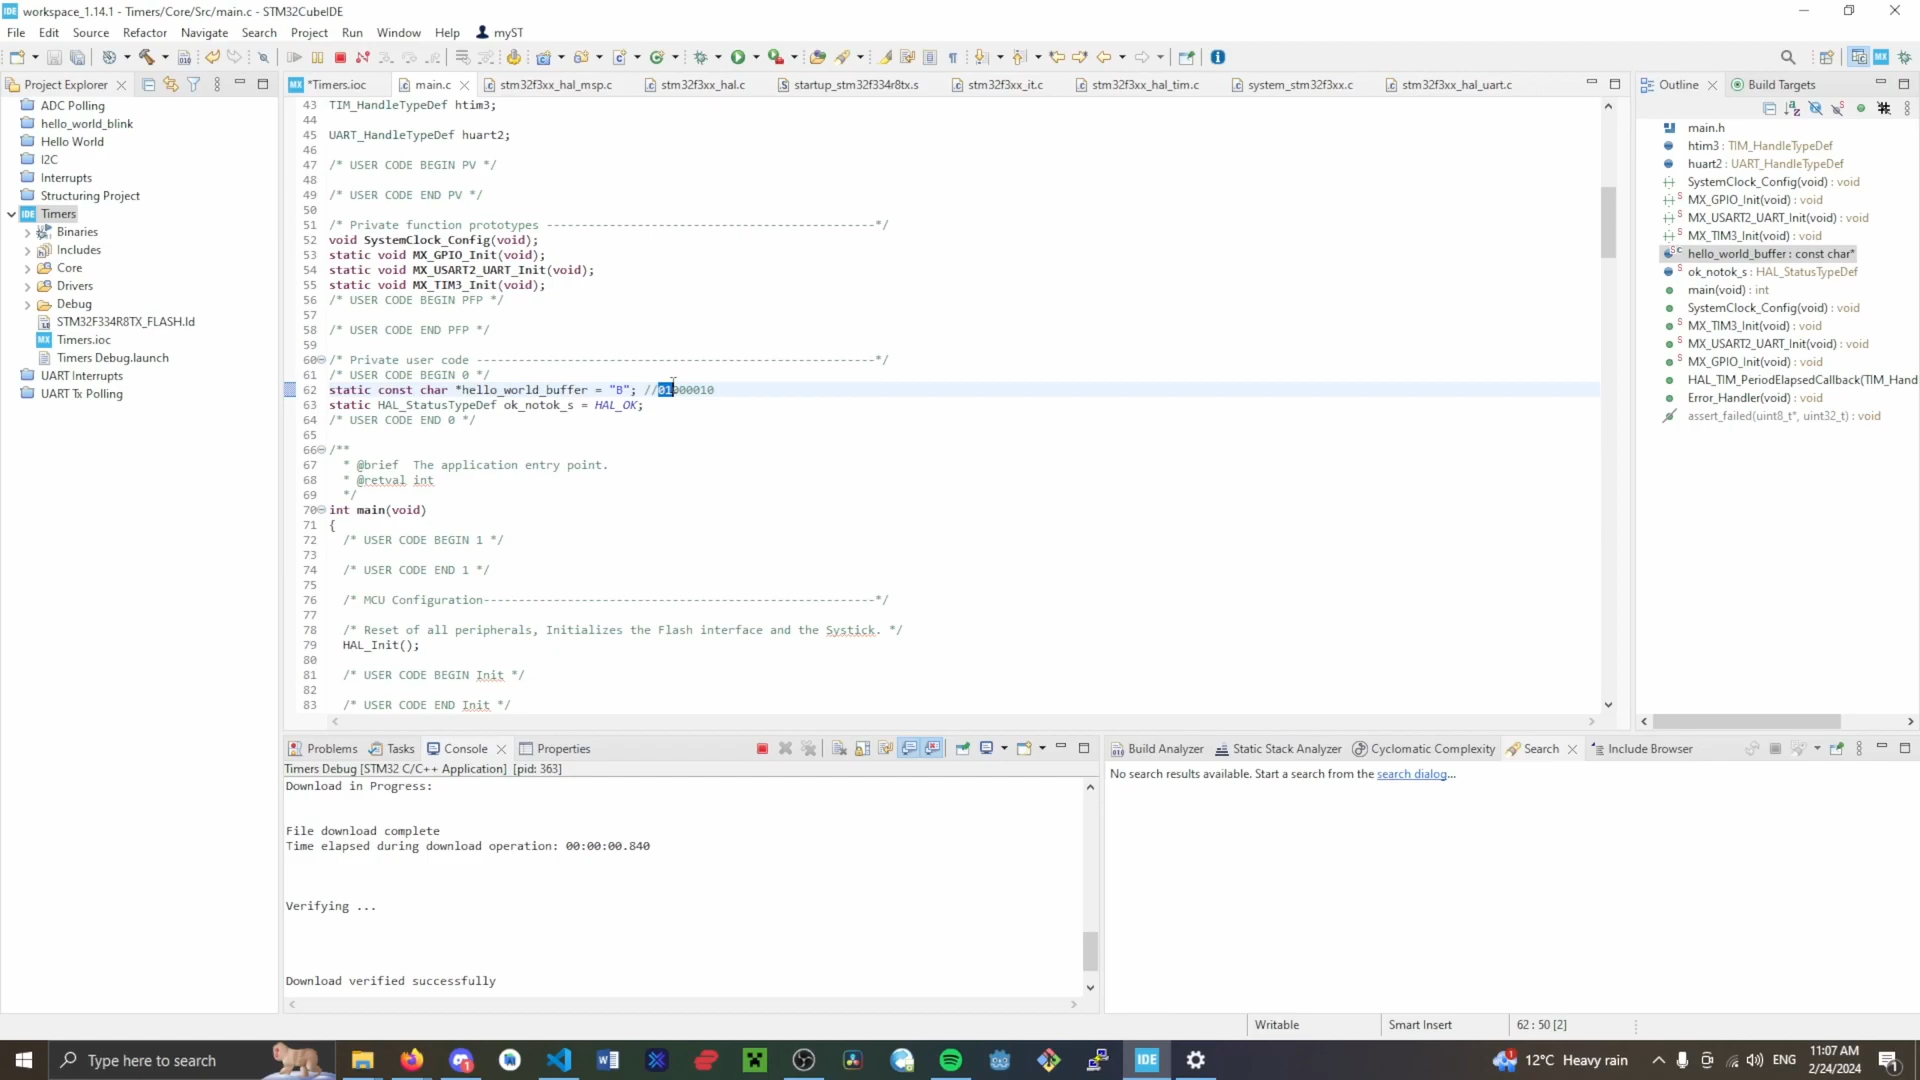 workspace_1.14.1 - Timers/Core/Src/main.c - STM32CubeIDE
File Edit Source Refactor Navigate Search Project Run Window Help myST
Project Explorer
ADC Polling
hello_world_blink
Hello World
I2C
Interrupts
Structuring Project
Timers
Binaries
Includes
Core
Drivers
Debug
STM32F334R8TX_FLASH.ld
Timers.ioc
Timers Debug.launch
UART Interrupts
UART Tx Polling
*Timers.ioc main.c stm32f3xx_hal_msp.c stm32f3xx_hal.c startup_stm32f334r8tx.s stm32f3xx_it.c stm32f3xx_hal_tim.c system_stm32f3xx.c stm32f3xx_hal_uart.c
43 TIM_HandleTypeDef htim3;
44
45 UART_HandleTypeDef huart2;
46
47 /* USER CODE BEGIN PV */
48
49 /* USER CODE END PV */
50
51 /* Private function prototypes -----------------------------------------------*/
52 void SystemClock_Config(void);
53 static void MX_GPIO_Init(void);
54 static void MX_USART2_UART_Init(void);
55 static void MX_TIM3_Init(void);
56 /* USER CODE BEGIN PFP */
57
58 /* USER CODE END PFP */
59
60 /* Private user code ---------------------------------------------------------*/
61 /* USER CODE BEGIN 0 */
62 static const char *hello_world_buffer = "B"; //01000010
63 static HAL_StatusTypeDef ok_notok_s = HAL_OK;
64 /* USER CODE END 0 */
65
66 /**
67 * @brief The application entry point.
68 * @retval int
69 */
70 int main(void)
71 {
72 /* USER CODE BEGIN 1 */
73
74 /* USER CODE END 1 */
75
76 /* MCU Configuration--------------------------------------------------------*/
77
78 /* Reset of all peripherals, Initializes the Flash interface and the Systick. */
79 HAL_Init();
80
81 /* USER CODE BEGIN Init */
82
83 /* USER CODE END Init */
Outline Build Targets
main.h
htim3 : TIM_HandleTypeDef
huart2 : UART_HandleTypeDef
SystemClock_Config(void) : void
MX_GPIO_Init(void) : void
MX_USART2_UART_Init(void) : void
MX_TIM3_Init(void) : void
hello_world_buffer : const char*
ok_notok_s : HAL_StatusTypeDef
main(void) : int
SystemClock_Config(void) : void
MX_TIM3_Init(void) : void
MX_USART2_UART_Init(void) : void
MX_GPIO_Init(void) : void
HAL_TIM_PeriodElapsedCallback(TIM_Hand
Error_Handler(void) : void
assert_failed(uint8_t*, uint32_t) : void
Problems Tasks Console Properties
Timers Debug [STM32 C/C++ Application] [pid: 363]
Download in Progress:
File download complete
Time elapsed during download operation: 00:00:00.840
Verifying ...
Download verified successfully
Build Analyzer Static Stack Analyzer Cyclomatic Complexity Search Include Browser
No search results available. Start a search from the search dialog...
Writable Smart Insert 62 : 50 [2]
Type here to search
IDE
12°C Heavy rain
ENG
11:07 AM
2/24/2024